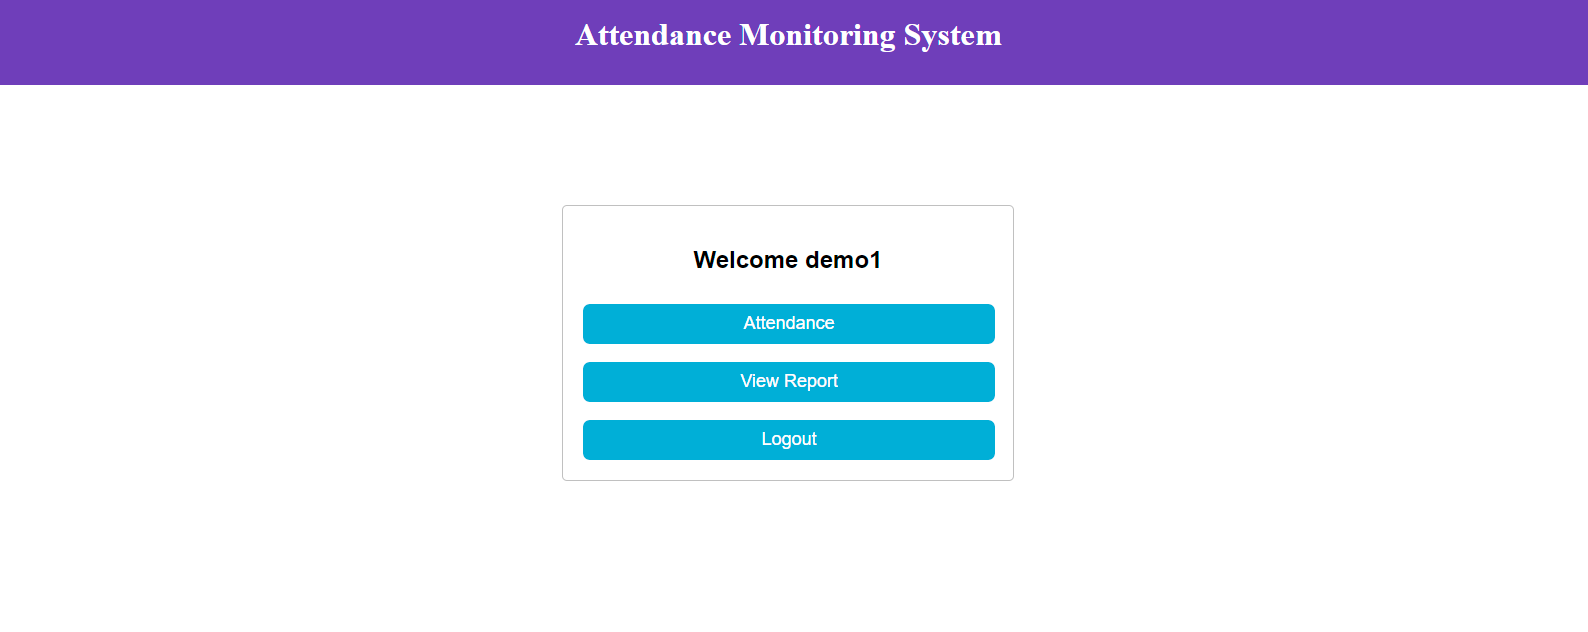 Attendance Monitoring System
Welcome demo1
Attendance
View Report
Logout